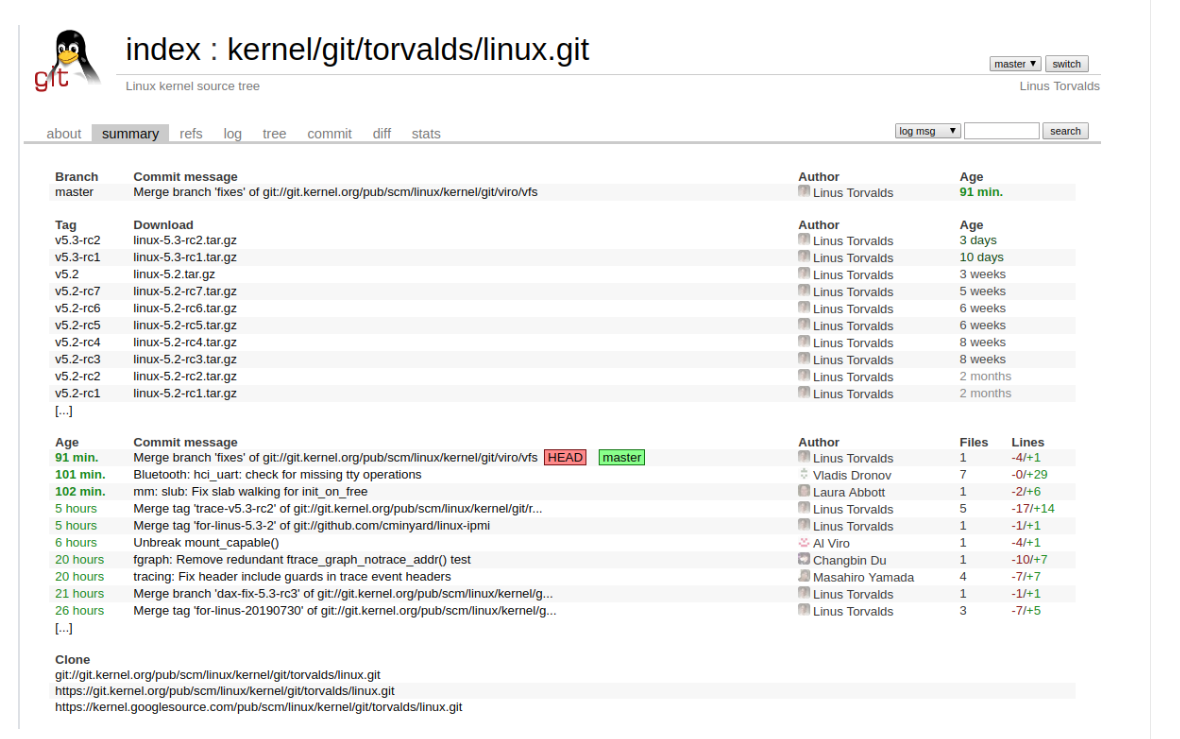 git
index : kernel/git/torvalds/linux.git
master ▼ switch
Linux kernel source tree Linus Torvalds
about summary refs log tree commit diff stats log msg ▼ search
Branch Commit message Author Age
master Merge branch 'fixes' of git://git.kernel.org/pub/scm/linux/kernel/git/viro/vfs Linus Torvalds 91 min.
Tag Download Author Age
v5.3-rc2 linux-5.3-rc2.tar.gz Linus Torvalds 3 days
v5.3-rc1 linux-5.3-rc1.tar.gz Linus Torvalds 10 days
v5.2 linux-5.2.tar.gz Linus Torvalds 3 weeks
v5.2-rc7 linux-5.2-rc7.tar.gz Linus Torvalds 5 weeks
v5.2-rc6 linux-5.2-rc6.tar.gz Linus Torvalds 6 weeks
v5.2-rc5 linux-5.2-rc5.tar.gz Linus Torvalds 6 weeks
v5.2-rc4 linux-5.2-rc4.tar.gz Linus Torvalds 8 weeks
v5.2-rc3 linux-5.2-rc3.tar.gz Linus Torvalds 8 weeks
v5.2-rc2 linux-5.2-rc2.tar.gz Linus Torvalds 2 months
v5.2-rc1 linux-5.2-rc1.tar.gz Linus Torvalds 2 months
[...]
Age Commit message Author Files Lines
91 min. Merge branch 'fixes' of git://git.kernel.org/pub/scm/linux/kernel/git/viro/vfs HEAD master Linus Torvalds 1 -4/+1
101 min. Bluetooth: hci_uart: check for missing tty operations Vladis Dronov 7 -0/+29
102 min. mm: slub: Fix slab walking for init_on_free Laura Abbott 1 -2/+6
5 hours Merge tag 'trace-v5.3-rc2' of git://git.kernel.org/pub/scm/linux/kernel/git/r... Linus Torvalds 5 -17/+14
5 hours Merge tag 'for-linus-5.3-2' of git://github.com/cminyard/linux-ipmi Linus Torvalds 1 -1/+1
6 hours Unbreak mount_capable() Al Viro 1 -4/+1
20 hours fgraph: Remove redundant ftrace_graph_notrace_addr() test Changbin Du 1 -10/+7
20 hours tracing: Fix header include guards in trace event headers Masahiro Yamada 4 -7/+7
21 hours Merge branch 'dax-fix-5.3-rc3' of git://git.kernel.org/pub/scm/linux/kernel/g... Linus Torvalds 1 -1/+1
26 hours Merge tag 'for-linus-20190730' of git://git.kernel.org/pub/scm/linux/kernel/g... Linus Torvalds 3 -7/+5
[...]
Clone
git://git.kernel.org/pub/scm/linux/kernel/git/torvalds/linux.git
https://git.kernel.org/pub/scm/linux/kernel/git/torvalds/linux.git
https://kernel.googlesource.com/pub/scm/linux/kernel/git/torvalds/linux.git